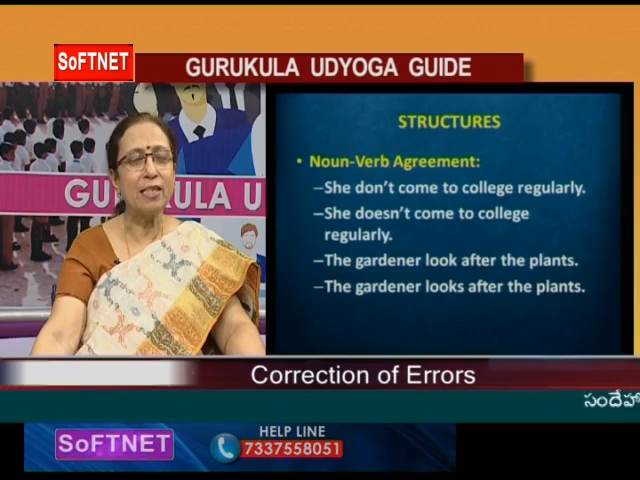 SoFTNET
GURUKULA UDYOGA GUIDE
GU KULA U
STRUCTURES
• Noun-Verb Agreement:
–She don't come to college regularly.
–She doesn't come to college
regularly.
–The gardener look after the plants.
–The gardener looks after the plants.
Correction of Errors
సందేహా
SoFTNET
HELP LINE
7337558051